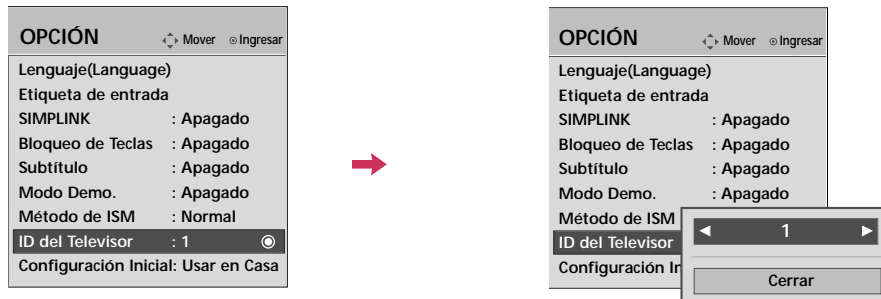 OPCIÓN Mover Ingresar
Lenguaje(Language)
Etiqueta de entrada
SIMPLINK : Apagado
Bloqueo de Teclas : Apagado
Subtítulo : Apagado
Modo Demo. : Apagado
Método de ISM : Normal
ID del Televisor : 1
Configuración Inicial: Usar en Casa
OPCIÓN Mover Ingresar
Lenguaje(Language)
Etiqueta de entrada
SIMPLINK : Apagado
Bloqueo de Teclas : Apagado
Subtítulo : Apagado
Modo Demo. : Apagado
Método de ISM
ID del Televisor
1
Configuración In
Cerrar